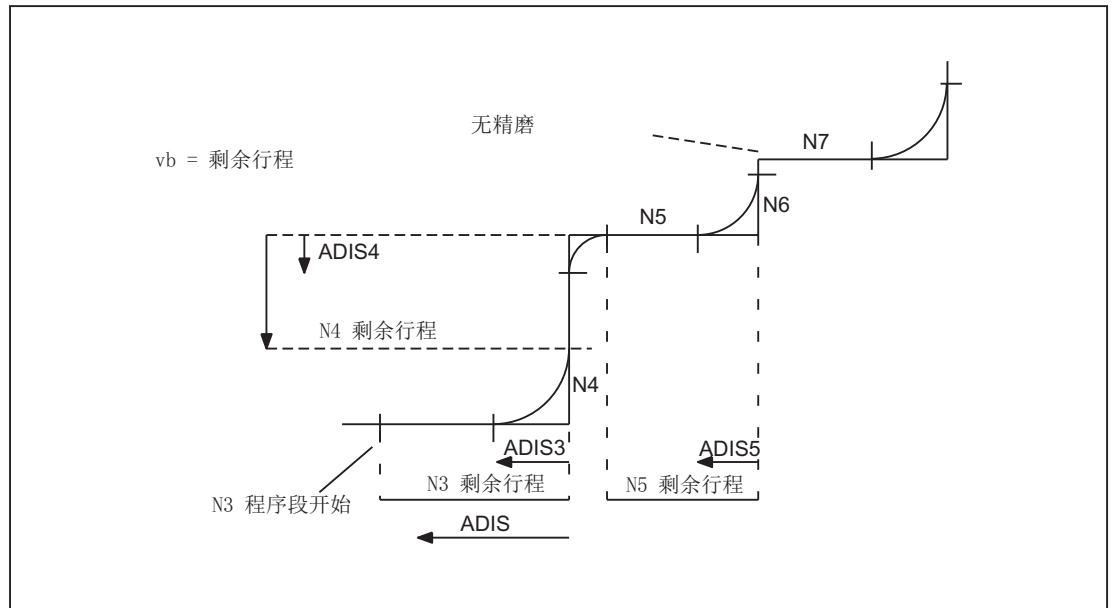 无精磨
N7
vb = 剩余行程
N6
N5
ADIS4
N4 剩余行程
N4
ADIS3
ADIS5
N3 剩余行程
N5 剩余行程
N3 程序段开始
ADIS